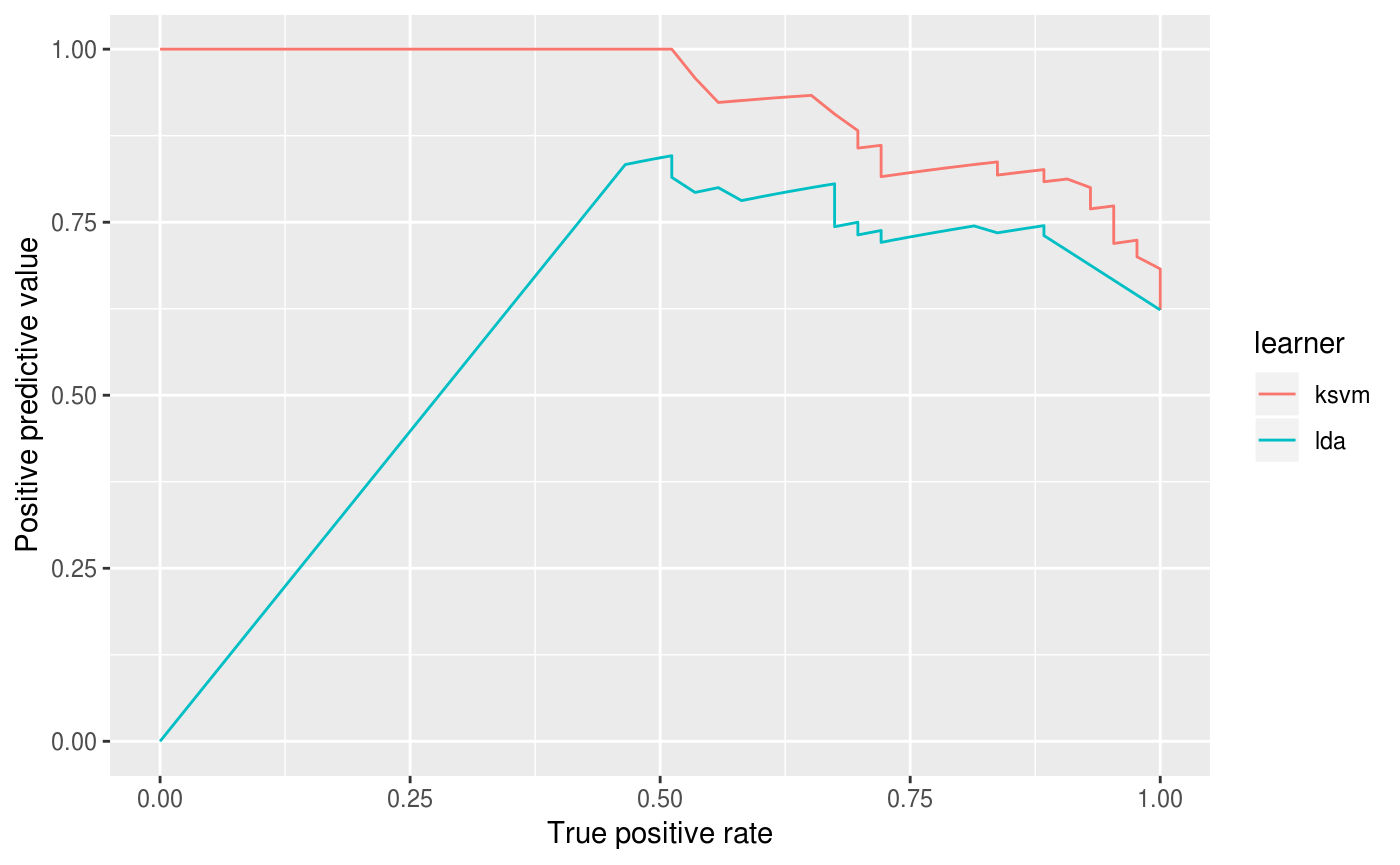 1.00
0.75
0.50
0.25
0.00
Positive predictive value
0.00 0.25 0.50 0.75 1.00
True positive rate
learner
ksvm
lda